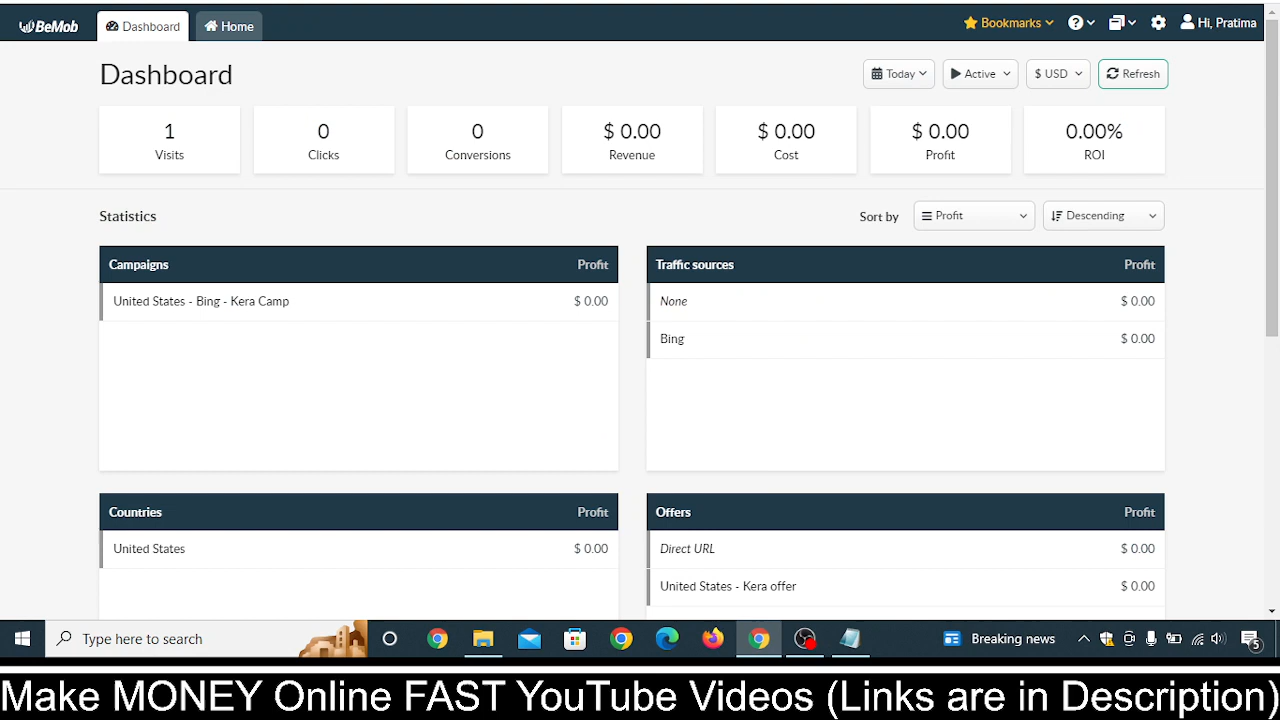 BeMob
Dashboard
Home
Bookmarks
Hi, Pratima
Dashboard
Today
Active
$ USD
Refresh
1
Visits
0
Clicks
0
Conversions
$ 0.00
Revenue
$ 0.00
Cost
$ 0.00
Profit
0.00%
ROI
Statistics
Sort by
Profit
Descending
Campaigns Profit
United States - Bing - Kera Camp $ 0.00
Traffic sources Profit
None $ 0.00
Bing $ 0.00
Countries Profit
United States $ 0.00
Offers Profit
Direct URL $ 0.00
United States - Kera offer $ 0.00
Type here to search
Breaking news
5
Make MONEY Online FAST YouTube Videos (Links are in Description)